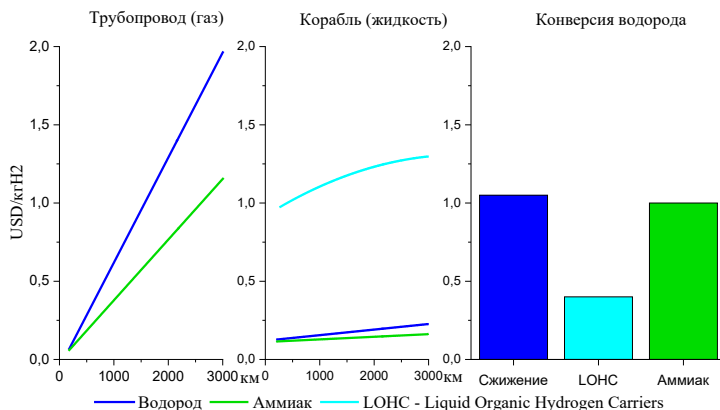 Трубопровод (газ)
Корабль (жидкость)
Конверсия водорода
USD/кгH2
2,0
1,5
1,0
0,5
0,0
0
1000
2000
3000
км
2,0
1,5
1,0
0,5
0,0
0
1000
2000
3000
км
2,0
1,5
1,0
0,5
0,0
Сжижение
LOHC
Аммиак
Водород
Аммиак
LOHC - Liquid Organic Hydrogen Carriers